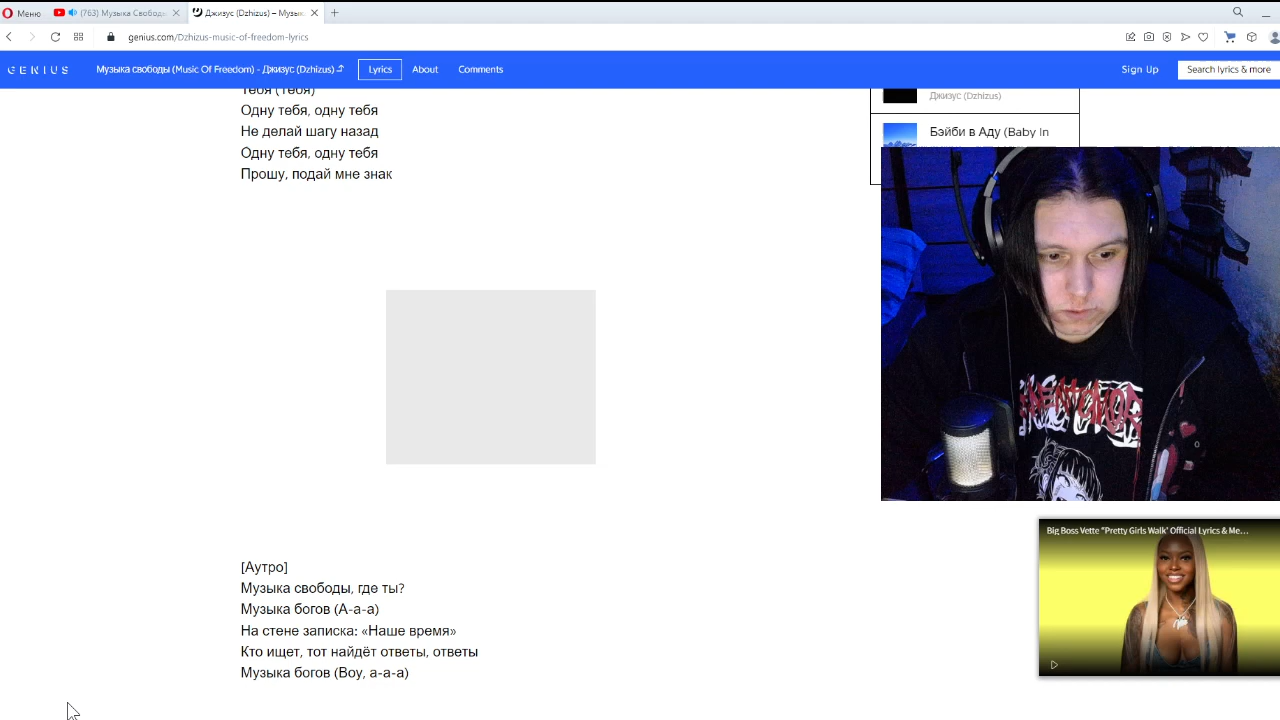 Меню
(763) Музыка Свобод
Джизус (Dzhizus) – Музык
genius.com/Dzhizus-music-of-freedom-lyrics
GENIUS
Музыка свободы (Music Of Freedom) - Джизус (Dzhizus)
Lyrics
About
Comments
Sign Up
Search lyrics & more
Тебя (Тебя)
Одну тебя, одну тебя
Не делай шагу назад
Одну тебя, одну тебя
Прошу, подай мне знак
Джизус (Dzhizus)
Бэйби в Аду (Baby In
Big Boss Vette "Pretty Girls Walk" Official Lyrics & Me...
[Аутро]
Музыка свободы, где ты?
Музыка богов (А-а-а)
На стене записка: «Наше время»
Кто ищет, тот найдёт ответы, ответы
Музыка богов (Воу, а-а-а)